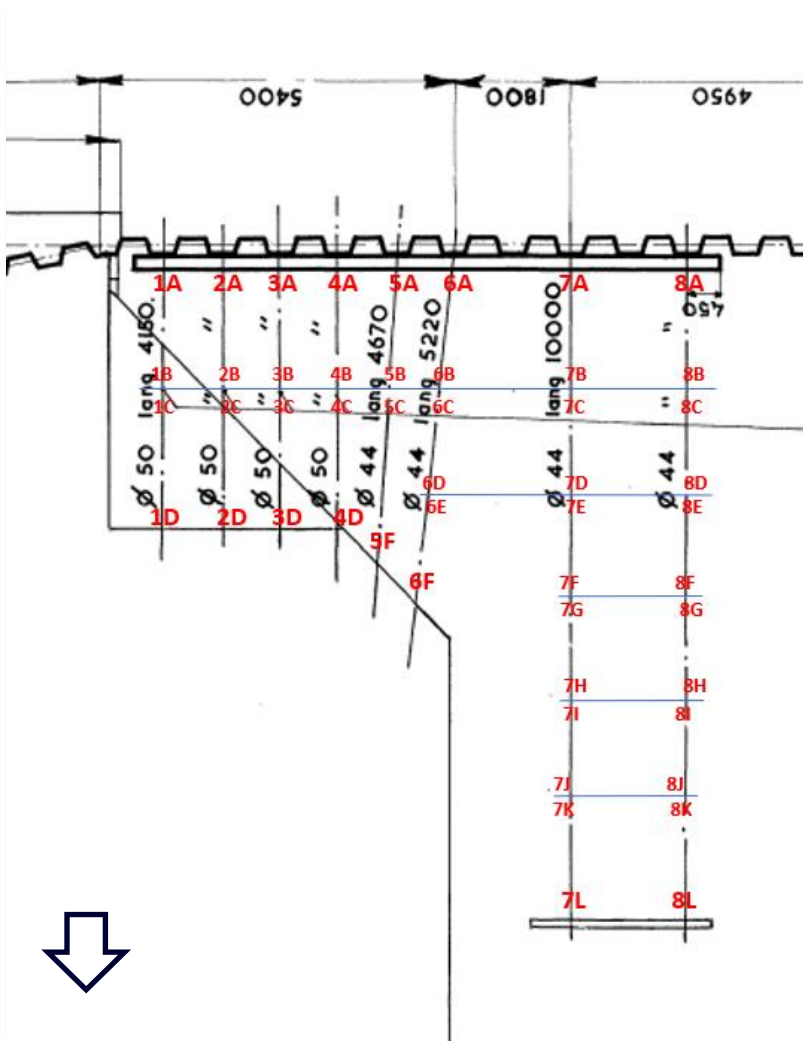 5400
1800
4950
1A 2A 3A 4A 5A 6A 7A 8A
450
Ø 50 lang 4150.
Ø 50 " "
Ø 50 " "
Ø 50 " "
Ø 44 lang 4670
Ø 44 lang 5220
Ø 44 lang 10000
Ø 44 " "
1B 2B 3B 4B 5B 6B 7B 8B
1C 2C 3C 4C 5C 6C 7C 8C
6D 7D 8D
6E 7E 8E
1D 2D 3D 4D
5F
6F 7F 8F
7G 8G
7H 8H
7I 8I
7J 8J
7K 8K
7L 8L